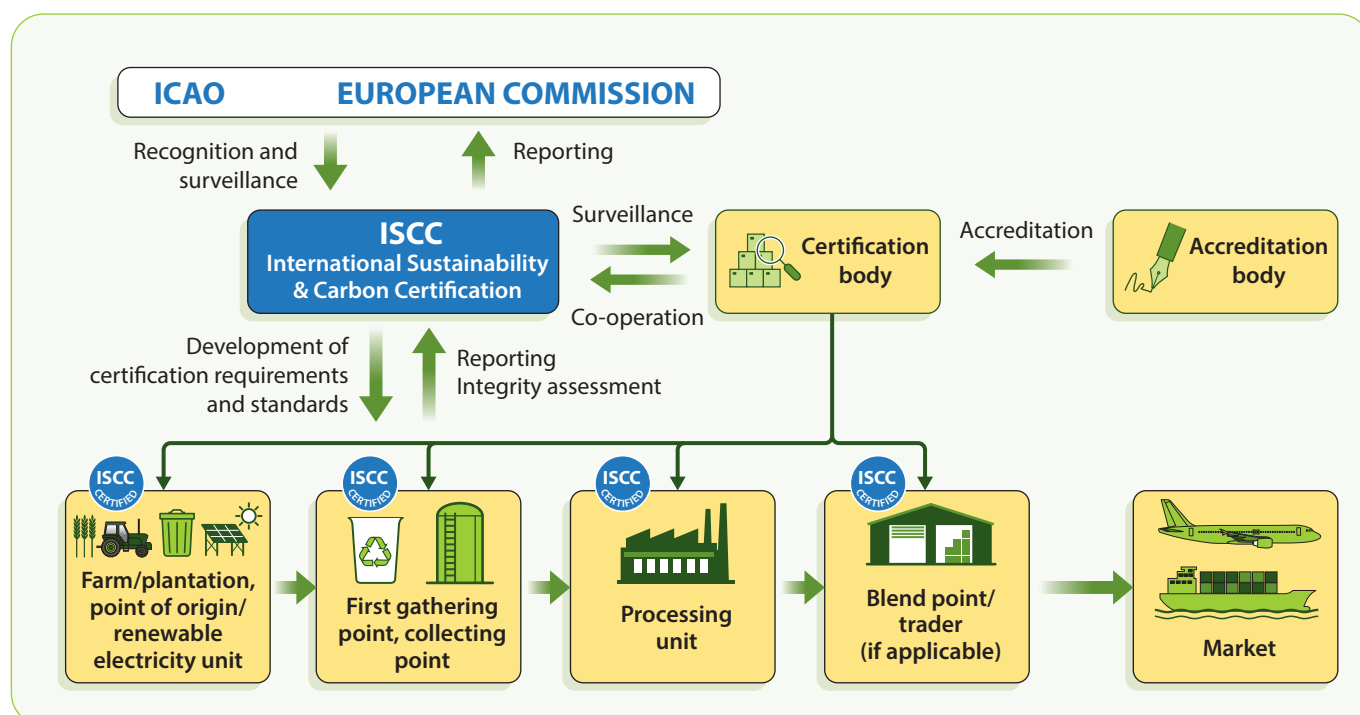 ICAO
EUROPEAN COMMISSION
Recognition and
surveillance
Reporting
ISCC
International Sustainability
& Carbon Certification
Surveillance
Co-operation
Certification
body
Accreditation
Accreditation
body
Development of
certification requirements
and standards
Reporting
Integrity assessment
ISCC
CERTIFIED
Farm/plantation,
point of origin/
renewable
electricity unit
ISCC
CERTIFIED
First gathering
point, collecting
point
ISCC
CERTIFIED
Processing
unit
ISCC
CERTIFIED
Blend point/
trader
(if applicable)
Market